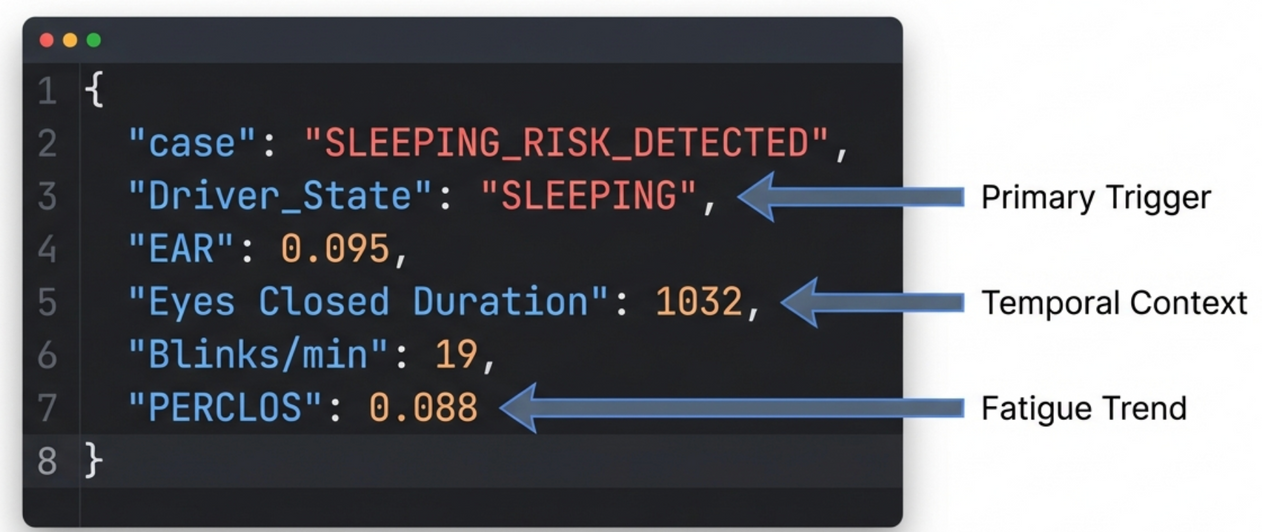 1 {
2 "case": "SLEEPING_RISK_DETECTED",
3 "Driver_State": "SLEEPING", Primary Trigger
4 "EAR": 0.095,
5 "Eyes Closed Duration": 1032, Temporal Context
6 "Blinks/min": 19,
7 "PERCLOS": 0.088 Fatigue Trend
8 }